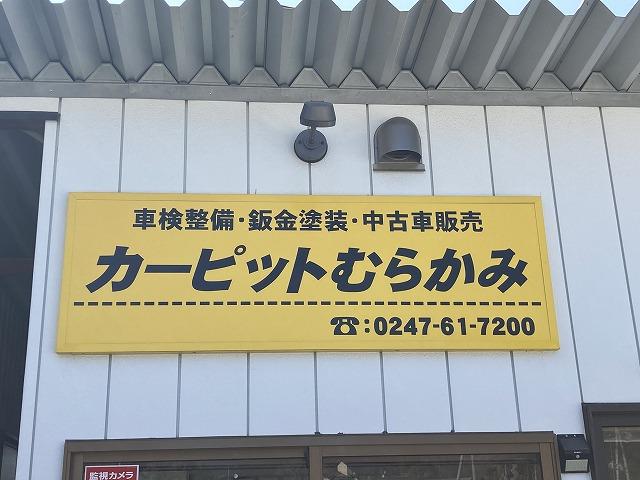 車検整備・鈑金塗装・中古車販売
カーピットむらかみ
☎:0247-61-7200
監視カメラ